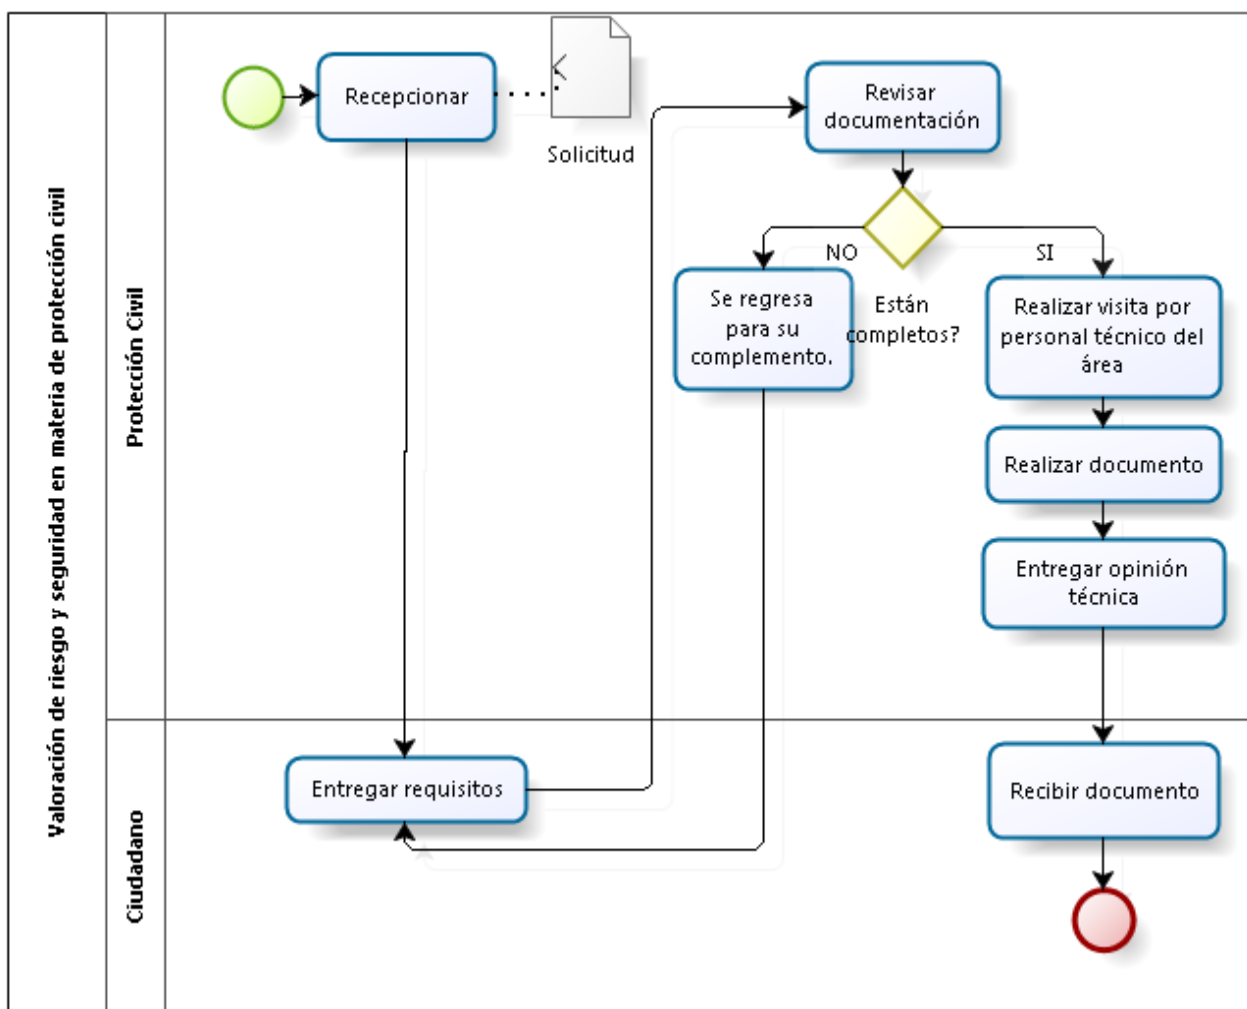 Valoración de riesgo y seguridad en materia de protección civil
Protección Civil
Recepcionar
Solicitud
Revisar
documentación
NO
SI
Están
completos?
Se regresa
para su
complemento.
Realizar visita por
personal técnico del
área
Realizar documento
Entregar opinión
técnica
Ciudadano
Entregar requisitos
Recibir documento